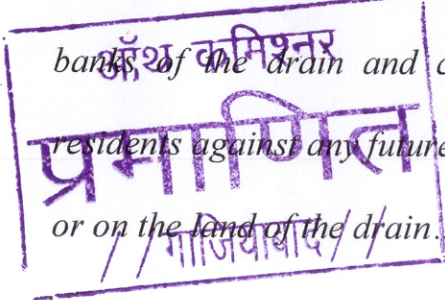 ऑथ कमिश्नर
banks of the drain and
प्रमाणित
residents against any future
or on the land of the drain.
//गाजियाबाद//